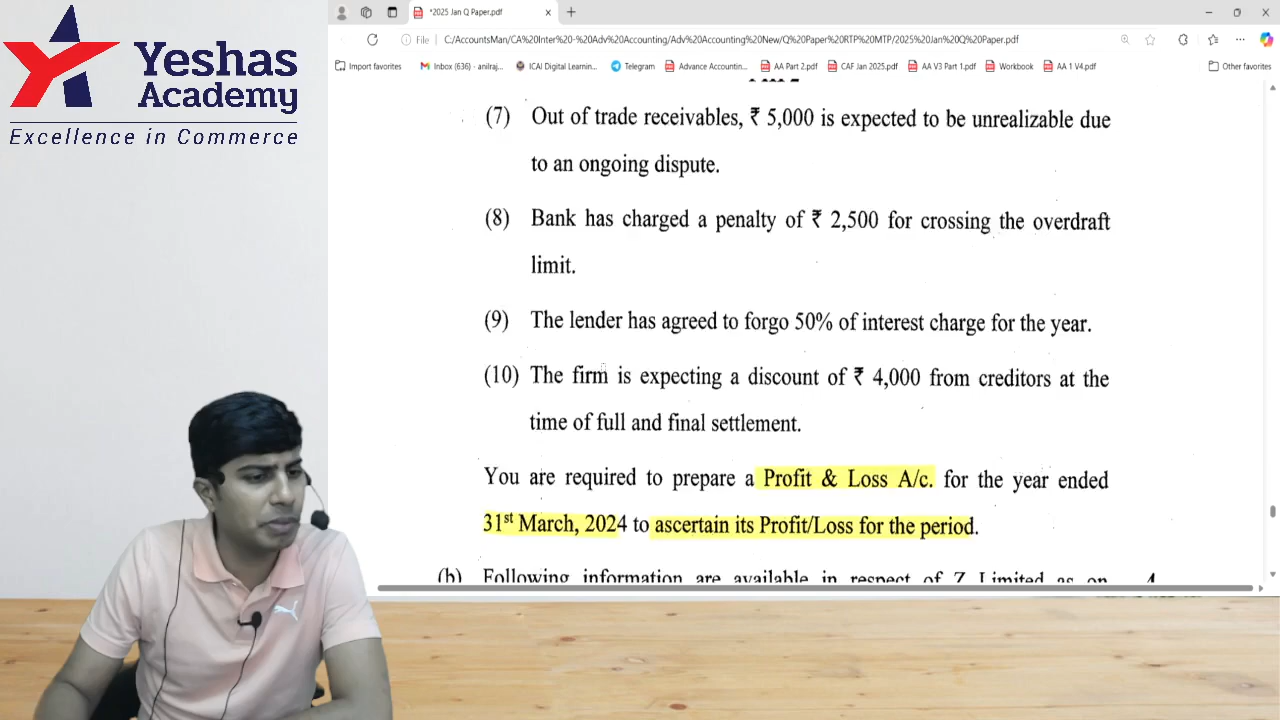 Yeshas
Academy
Excellence in Commerce
*2025 Jan Q Paper.pdf
File
C:/AccountsMan/CA%20Inter%20-%20Adv%20Accounting/Adv%20Accounting%20New/Q%20Paper%20RTP%20MTP/2025%20Jan%20Q%20Paper.pdf
Import favorites
Inbox (636) - anilraj...
ICAI Digital Learnin...
Telegram
Advance Accountin...
AA Part 2.pdf
CAF Jan 2025.pdf
AA V3 Part 1.pdf
Workbook
AA 1 V4.pdf
Other favorites
(7) Out of trade receivables, ₹ 5,000 is expected to be unrealizable due
to an ongoing dispute.
(8) Bank has charged a penalty of ₹ 2,500 for crossing the overdraft
limit.
(9) The lender has agreed to forgo 50% of interest charge for the year.
(10) The firm is expecting a discount of ₹ 4,000 from creditors at the
time of full and final settlement.
You are required to prepare a Profit & Loss A/c. for the year ended
31st March, 2024 to ascertain its Profit/Loss for the period.
(b) Following information are available in respect of Z Limited as on 4